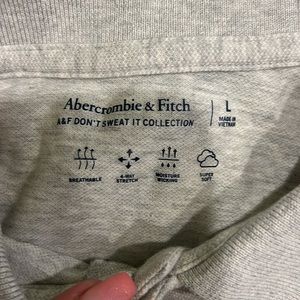 Abercrombie & Fitch
L
A&F DON'T SWEAT IT COLLECTION
MADE IN
VIETNAM
BREATHABLE
4-WAY
STRETCH
MOISTURE
WICKING
SUPER
SOFT